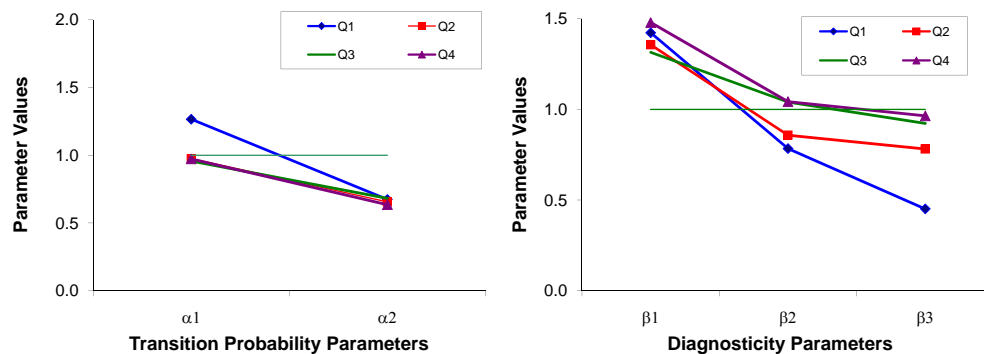 Parameter Values
2.0
1.5
1.0
0.5
0.0
Q1 Q2
Q3 Q4
α1 α2
Transition Probability Parameters
Parameter Values
1.5
1.0
0.5
0.0
Q1 Q2
Q3 Q4
β1 β2 β3
Diagnosticity Parameters